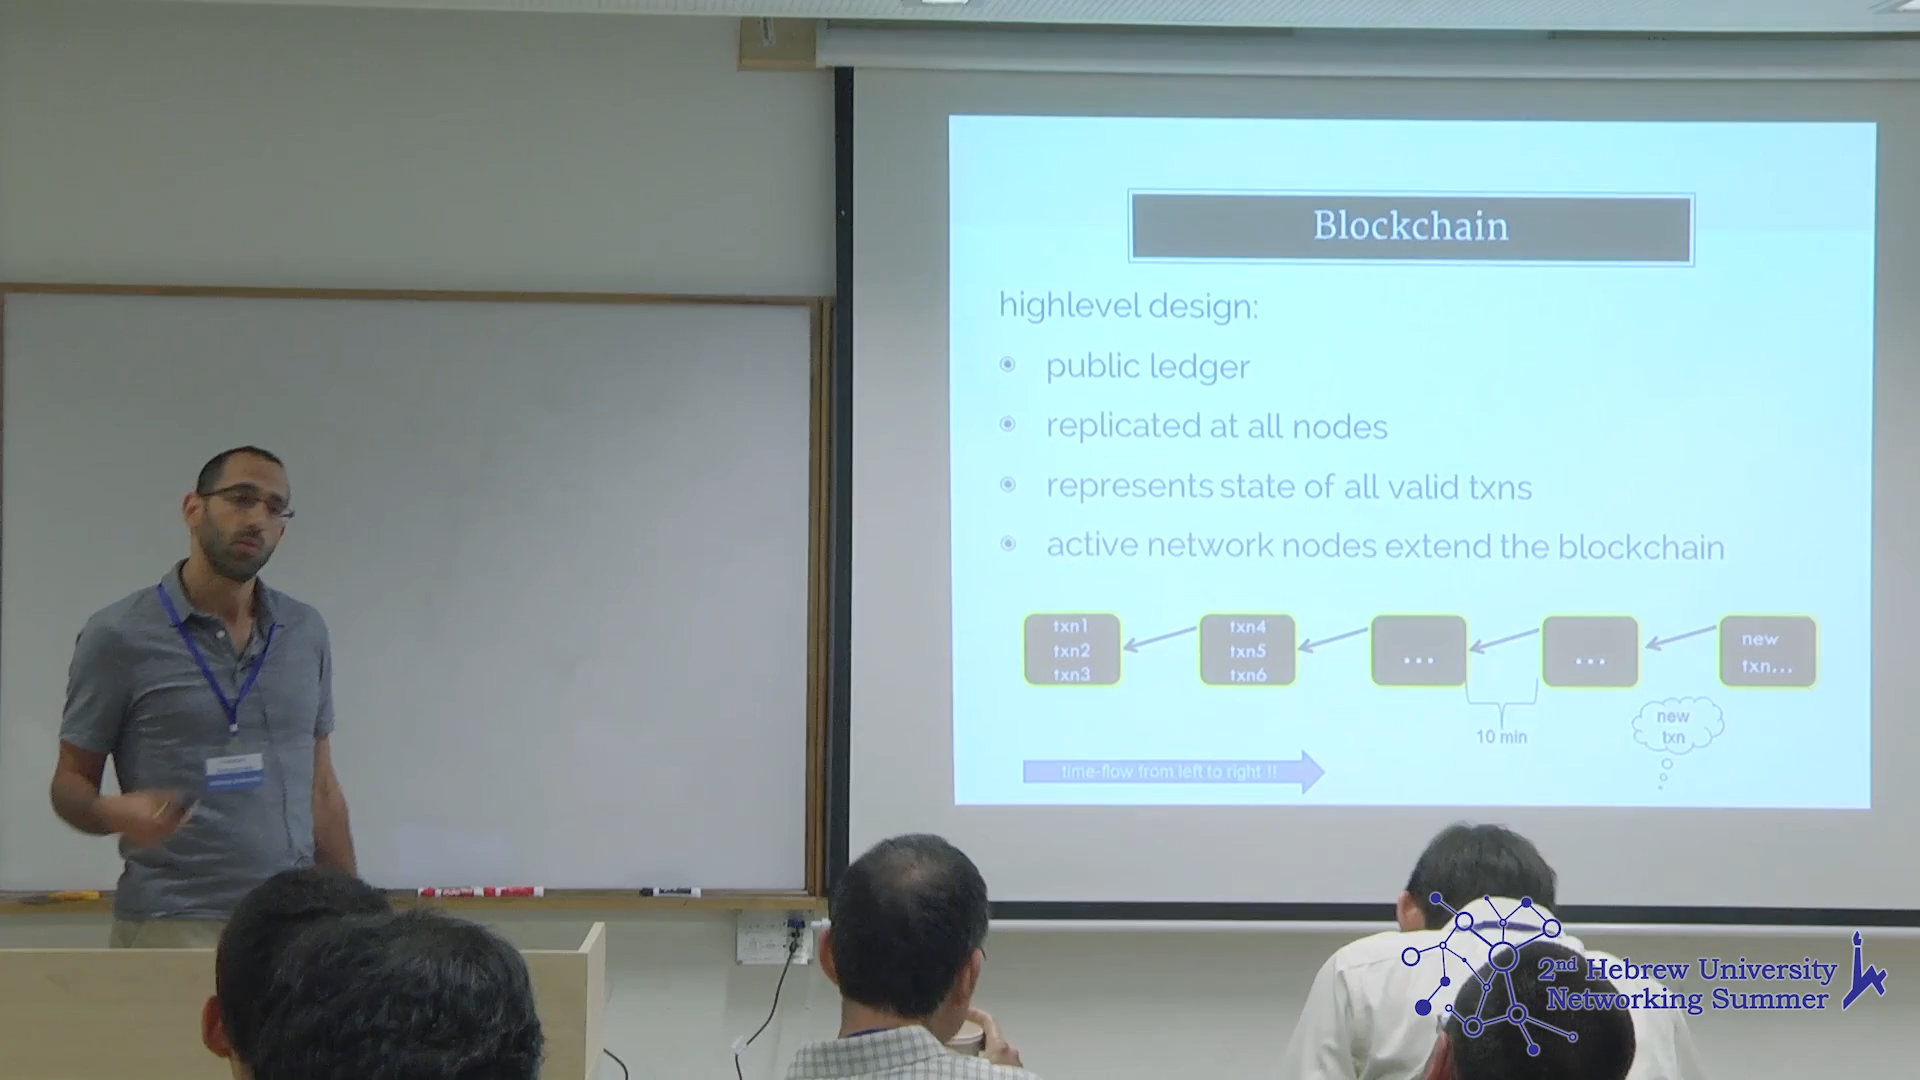 Blockchain
highlevel design:
public ledger
replicated at all nodes
represents state of all valid txns
active network nodes extend the blockchain
txn1
txn2
txn3
txn4
txn5
txn6
...
...
new
txn...
10 min
new
txn
time-flow from left to right !!
2nd Hebrew University
Networking Summer